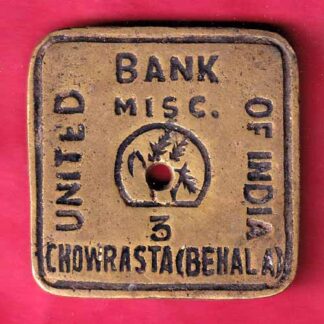 UNITED
BANK
OF INDIA
MISC.
3
CHOWRASTA(BEHALA)